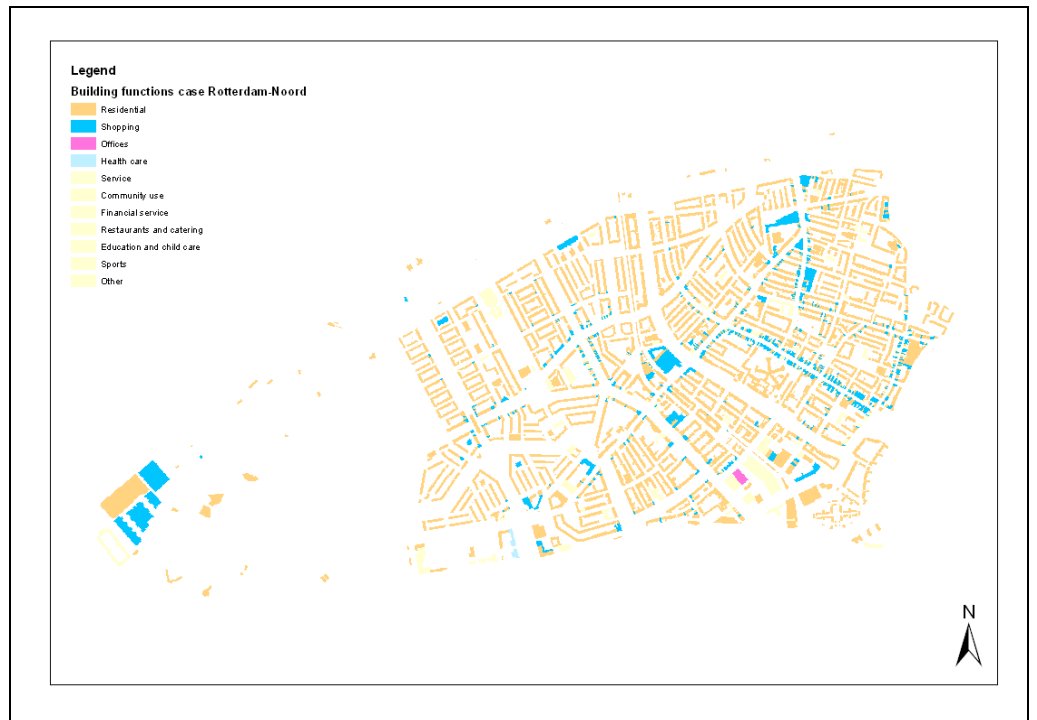 Legend
Building functions case Rotterdam-Noord
Residential
Shopping
Offices
Health care
Service
Community use
Financial service
Restaurants and catering
Education and child care
Sports
Other
N